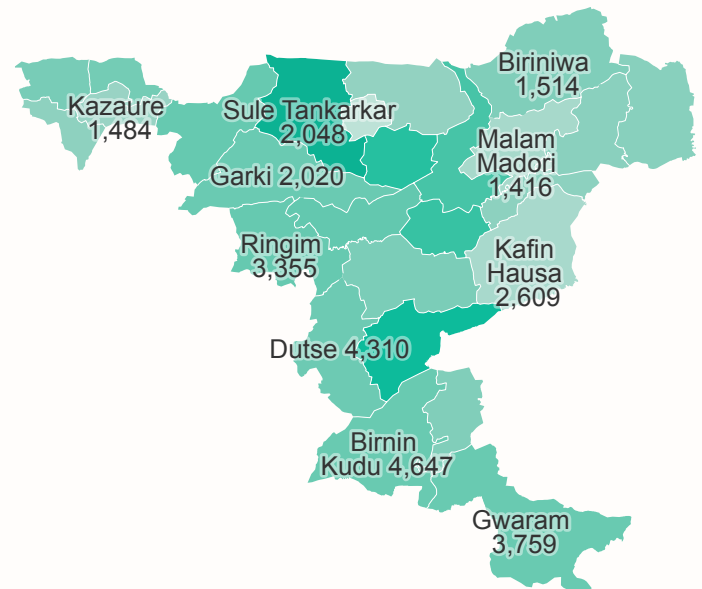 Biriniwa
1,514
Kazaure
1,484
Sule Tankarkar
2,048
Malam
Madori
1,416
Garki 2,020
Ringim
3,355
Kafin
Hausa
2,609
Dutse 4,310
Birnin
Kudu 4,647
Gwaram
3,759